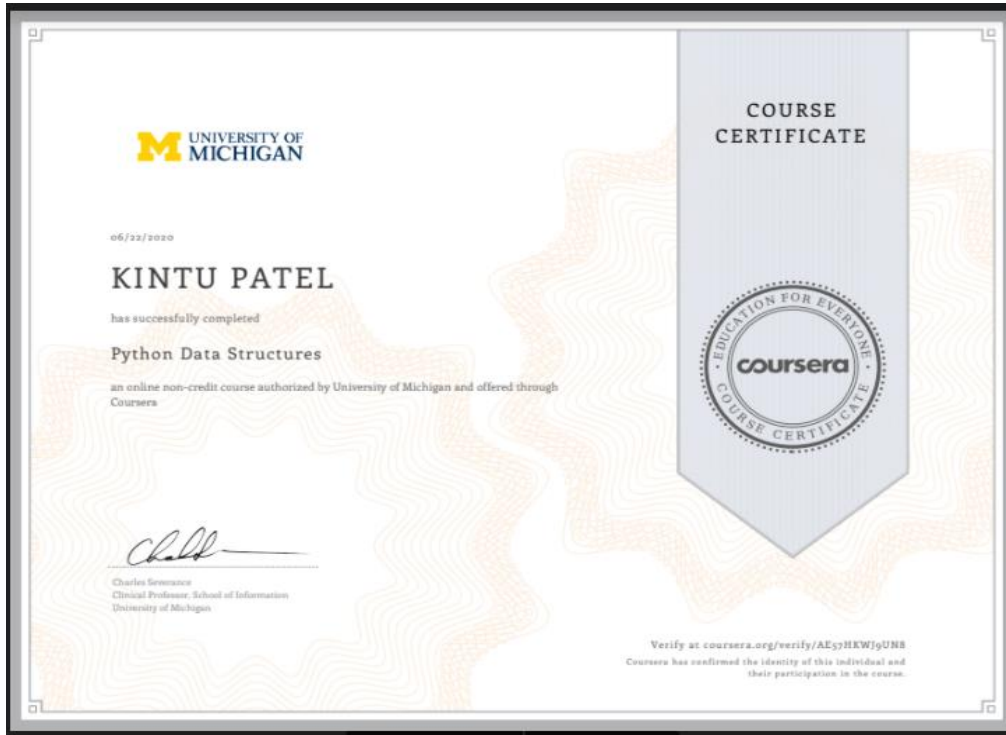 UNIVERSITY OF
MICHIGAN
06/22/2020
KINTU PATEL
has successfully completed
Python Data Structures
an online non-credit course authorized by University of Michigan and offered through
Coursera
Charles Severance
Clinical Professor, School of Information
University of Michigan
COURSE
CERTIFICATE
EDUCATION FOR EVERYONE
coursera
COURSE CERTIFICATE
Verify at coursera.org/verify/AE57HKWJ9UN8
Coursera has confirmed the identity of this individual and
their participation in the course.